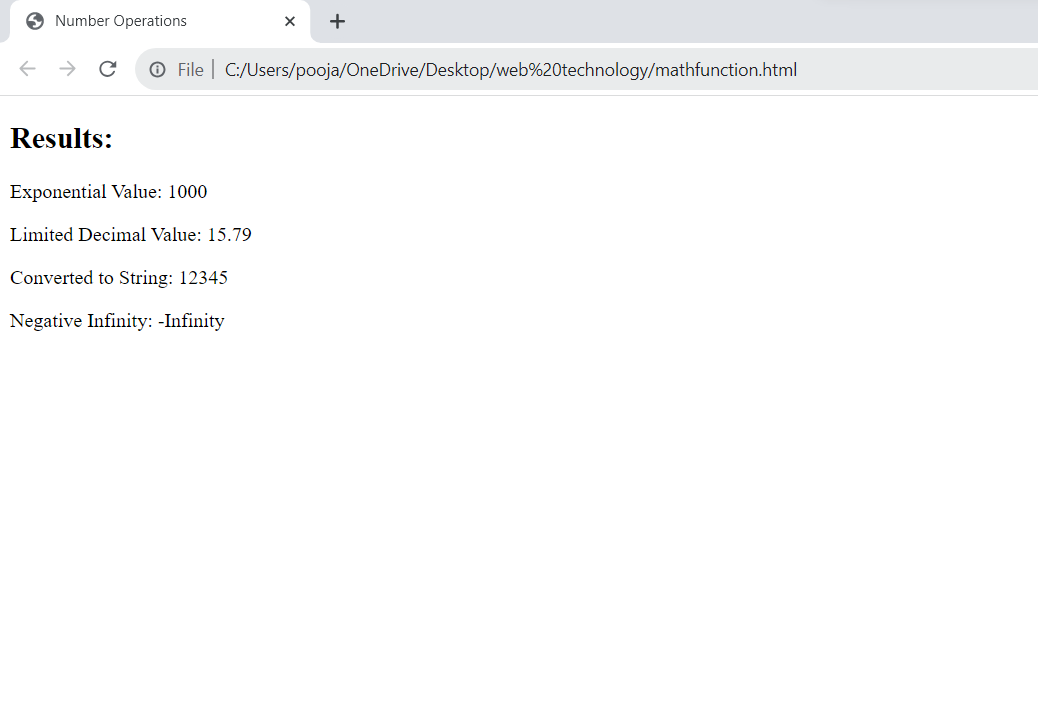 Number Operations
File | C:/Users/pooja/OneDrive/Desktop/web%20technology/mathfunction.html
Results:
Exponential Value: 1000
Limited Decimal Value: 15.79
Converted to String: 12345
Negative Infinity: -Infinity